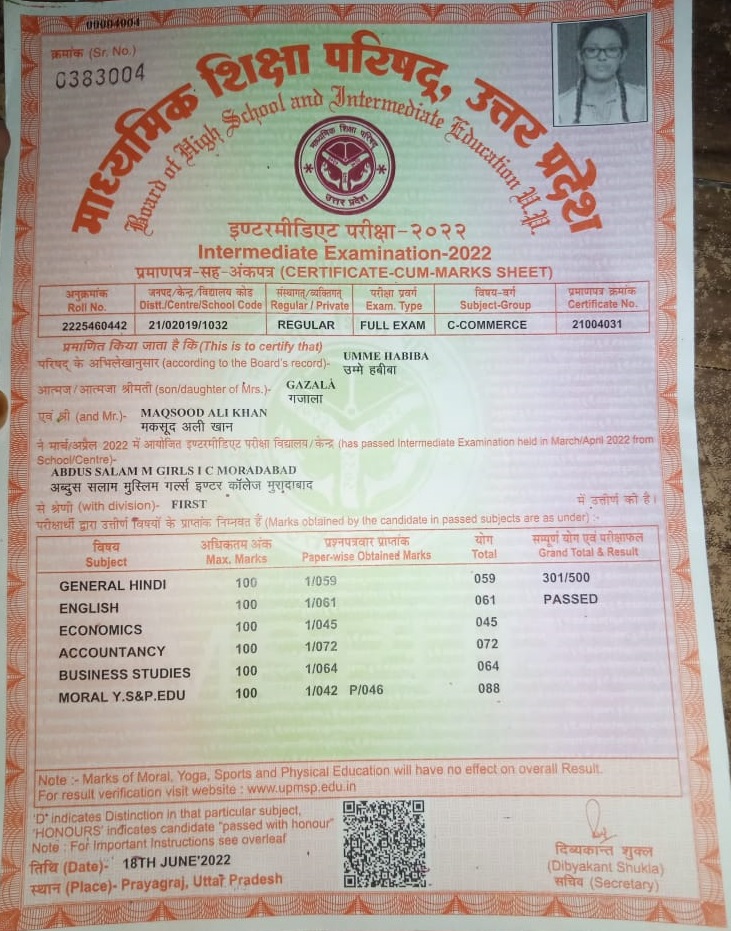 00004004
क्रमांक (Sr. No.)
0383004
माध्यमिक शिक्षा परिषद्, उत्तर प्रदेश
Board of High School and Intermediate Education U.P.
माध्यमिक शिक्षा परिषद्
उत्तर प्रदेश
इण्टरमीडिएट परीक्षा-२०२२
Intermediate Examination-2022
प्रमाणपत्र-सह-अंकपत्र (CERTIFICATE-CUM-MARKS SHEET)
अनुक्रमांक जनपद/केन्द्र/विद्यालय कोड संस्थागत/व्यक्तिगत परीक्षा प्रवर्ग विषय-वर्ग प्रमाणपत्र क्रमांक
Roll No. Distt./Centre/School Code Regular / Private Exam. Type Subject-Group Certificate No.
2225460442 21/02019/1032 REGULAR FULL EXAM C-COMMERCE 21004031
प्रमाणित किया जाता है कि (This is to certify that)
परिषद् के अभिलेखानुसार (according to the Board's record)- UMME HABIBA
उम्मे हबीबा
आत्मज/आत्मजा श्रीमती (son/daughter of Mrs.)- GAZALA
गजाला
एवं श्री (and Mr.)- MAQSOOD ALI KHAN
मकसूद अली खान
ने मार्च/अप्रैल 2022 में आयोजित इण्टरमीडिएट परीक्षा विद्यालय/केन्द्र (has passed Intermediate Examination held in March/April 2022 from
School/Centre)-
ABDUS SALAM M GIRLS I C MORADABAD
अब्दुस सलाम मुस्लिम गर्ल्स इण्टर कॉलेज मुरादाबाद
से श्रेणी (with division)- FIRST में उत्तीर्ण की है।
परीक्षार्थी द्वारा उत्तीर्ण विषयों के प्राप्तांक निम्नवत हैं (Marks obtained by the candidate in passed subjects are as under) :-
विषय अधिकतम अंक प्रश्नपत्रवार प्राप्तांक योग सम्पूर्ण योग एवं परीक्षाफल
Subject Max. Marks Paper-wise Obtained Marks Total Grand Total & Result
GENERAL HINDI 100 1/059 059 301/500
ENGLISH 100 1/061 061 PASSED
ECONOMICS 100 1/045 045
ACCOUNTANCY 100 1/072 072
BUSINESS STUDIES 100 1/064 064
MORAL Y.S&P.EDU 100 1/042 P/046 088
Note :- Marks of Moral, Yoga, Sports and Physical Education will have no effect on overall Result.
For result verification visit website : www.upmsp.edu.in
'D' indicates Distinction in that particular subject,
'HONOURS' indicates candidate "passed with honour"
Note : For Important Instructions see overleaf
तिथि (Date)- 18TH JUNE'2022
स्थान (Place)- Prayagraj, Uttar Pradesh
दिब्यकान्त शुक्ल
(Dibyakant Shukla)
सचिव (Secretary)